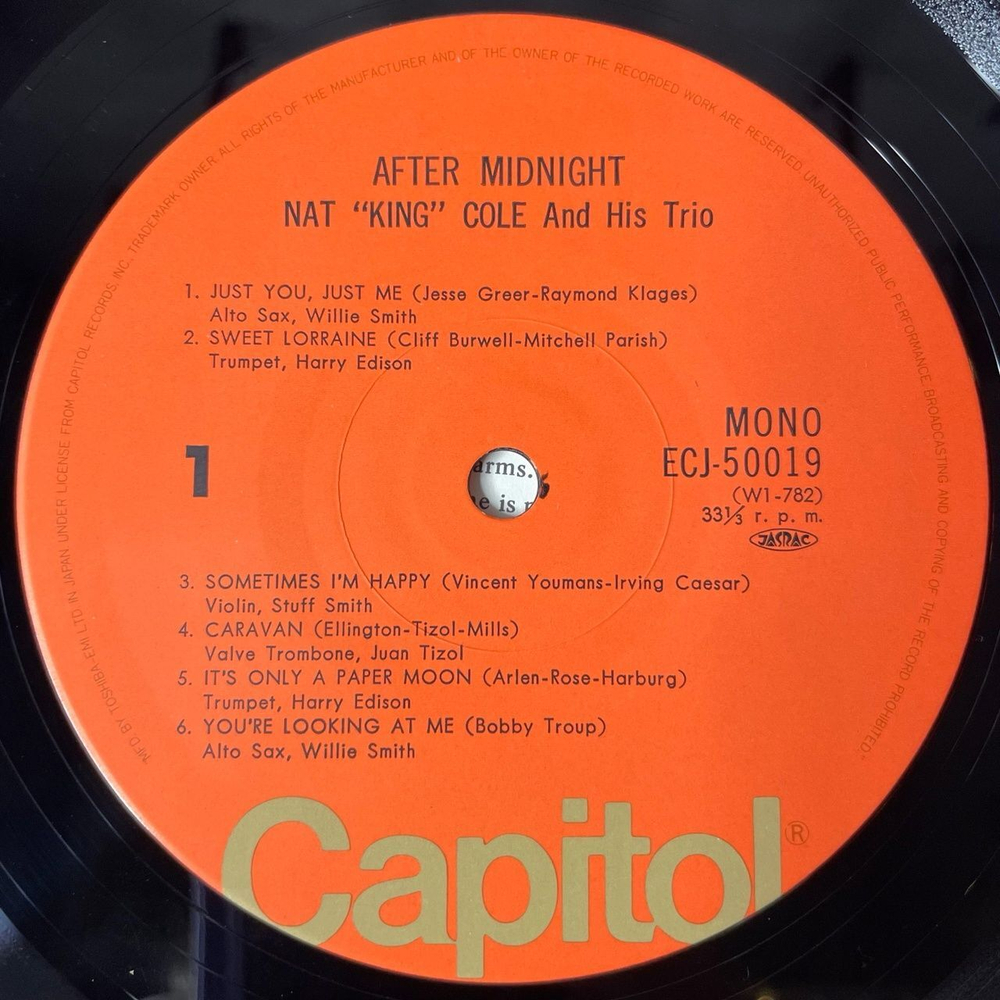 "MFD BY TOSHIBA-EMI LTD IN JAPAN UNDER LICENSE FROM CAPITOL RECORDS, INC. TRADEMARK OWNER. ALL RIGHTS OF THE MANUFACTURER AND OF THE OWNER OF THE RECORDED WORK ARE RESERVED. UNAUTHORIZED PUBLIC PERFORMANCE, BROADCASTING AND COPYING OF THE RECORD PROHIBITED."
AFTER MIDNIGHT
NAT “KING” COLE And His Trio
1. JUST YOU, JUST ME (Jesse Greer-Raymond Klages)
Alto Sax, Willie Smith
2. SWEET LORRAINE (Cliff Burwell-Mitchell Parish)
Trumpet, Harry Edison
1
MONO
ECJ-50019
(W1-782)
33⅓ r. p. m.
JASRAC
arms.
e is
3. SOMETIMES I'M HAPPY (Vincent Youmans-Irving Caesar)
Violin, Stuff Smith
4. CARAVAN (Ellington-Tizol-Mills)
Valve Trombone, Juan Tizol
5. IT'S ONLY A PAPER MOON (Arlen-Rose-Harburg)
Trumpet, Harry Edison
6. YOU'RE LOOKING AT ME (Bobby Troup)
Alto Sax, Willie Smith
Capitol®